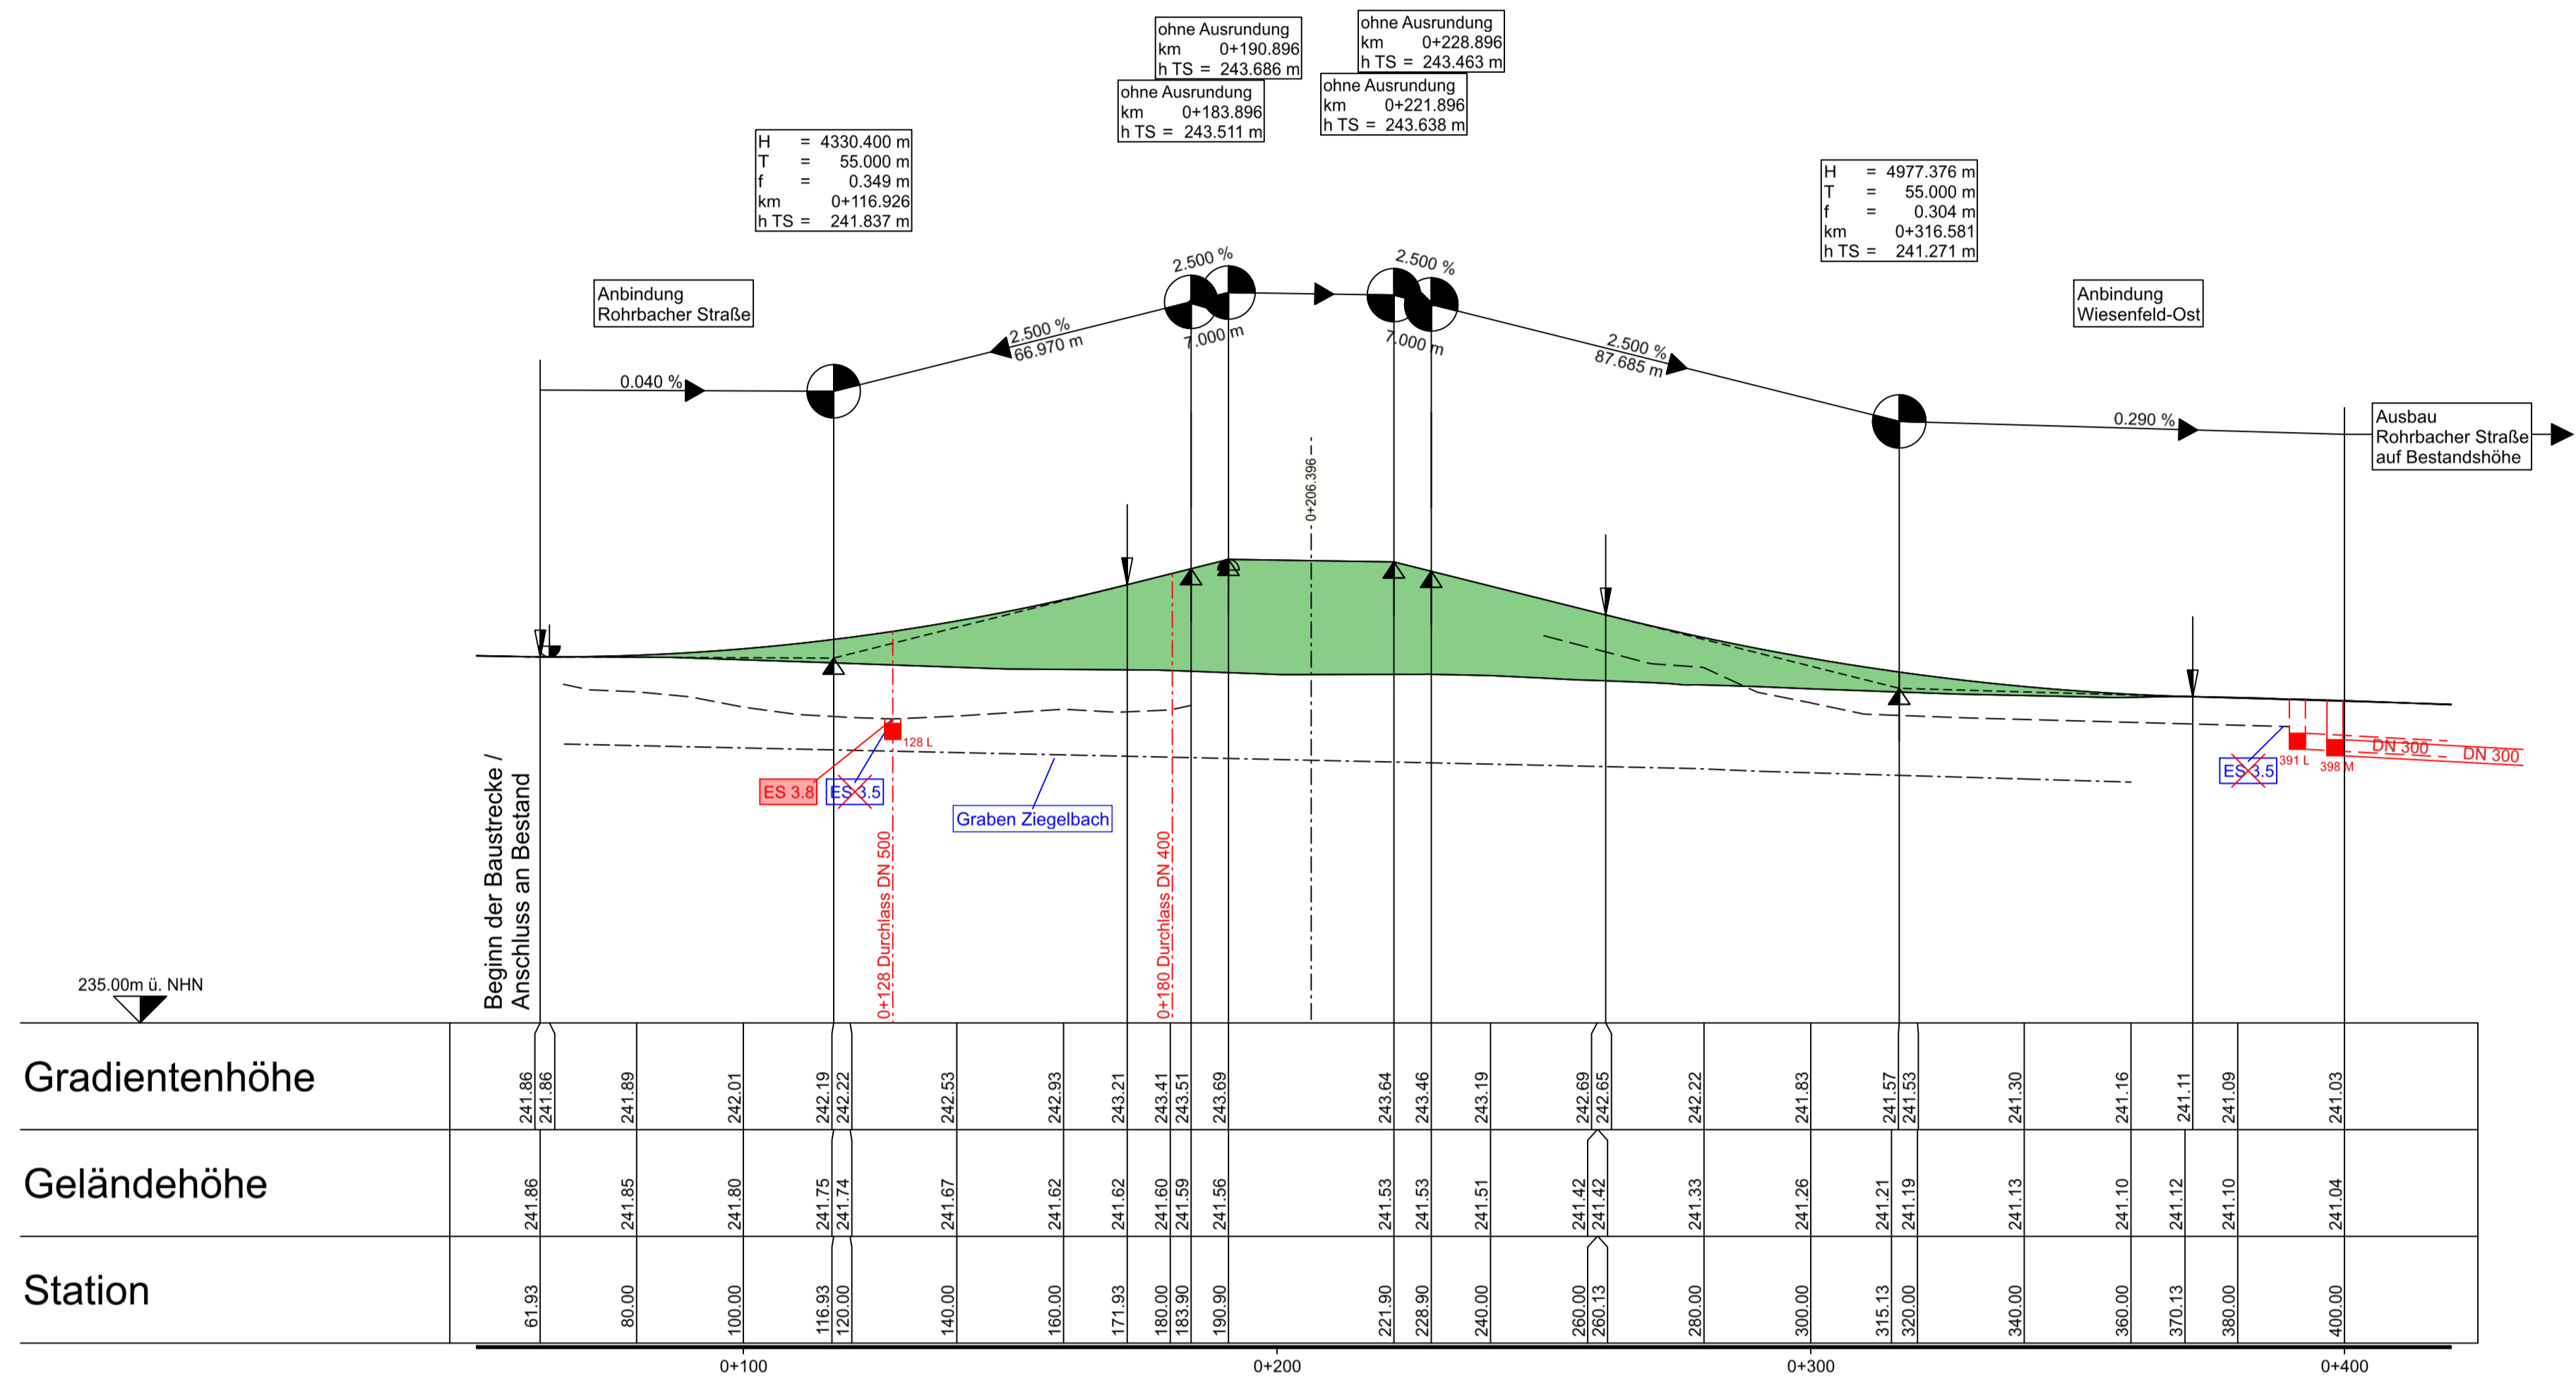 ohne Ausrundung
km 0+190.896
h TS = 243.686 m
ohne Ausrundung
km 0+183.896
h TS = 243.511 m
ohne Ausrundung
km 0+228.896
h TS = 243.463 m
ohne Ausrundung
km 0+221.896
h TS = 243.638 m
H = 4330.400 m
T = 55.000 m
f = 0.349 m
km 0+116.926
h TS = 241.837 m
H = 4977.376 m
T = 55.000 m
f = 0.304 m
km 0+316.581
h TS = 241.271 m
Anbindung
Rohrbacher Straße
Anbindung
Wiesenfeld-Ost
0.040 %
2.500 %
66.970 m
2.500 %
7.000 m
2.500 %
7.000 m
2.500 %
87.685 m
0.290 %
Ausbau
Rohrbacher Straße
auf Bestandshöhe
0+206.396
128 L
ES 3.8
ES 3.5
Graben Ziegelbach
0+128 Durchlass DN 500
0+180 Durchlass DN 400
ES 3.5
391 L
398 M
DN 300
DN 300
Beginn der Baustrecke /
Anschluss an Bestand
235.00m ü. NHN
Gradientenhöhe
241.86 241.86 241.89 242.01 242.19 242.22 242.53 242.93 243.21 243.41 243.51 243.69 243.64 243.46 243.19 242.69 242.65 242.22 241.83 241.57 241.53 241.30 241.16 241.11 241.09 241.03
Geländehöhe
241.86 241.85 241.80 241.75 241.74 241.67 241.62 241.62 241.60 241.59 241.56 241.53 241.53 241.51 241.42 241.42 241.33 241.26 241.21 241.19 241.13 241.10 241.12 241.10 241.04
Station
61.93 80.00 100.00 116.93 120.00 140.00 160.00 171.93 180.00 183.90 190.90 221.90 228.90 240.00 260.00 260.13 280.00 300.00 315.13 320.00 340.00 360.00 370.13 380.00 400.00
0+100 0+200 0+300 0+400